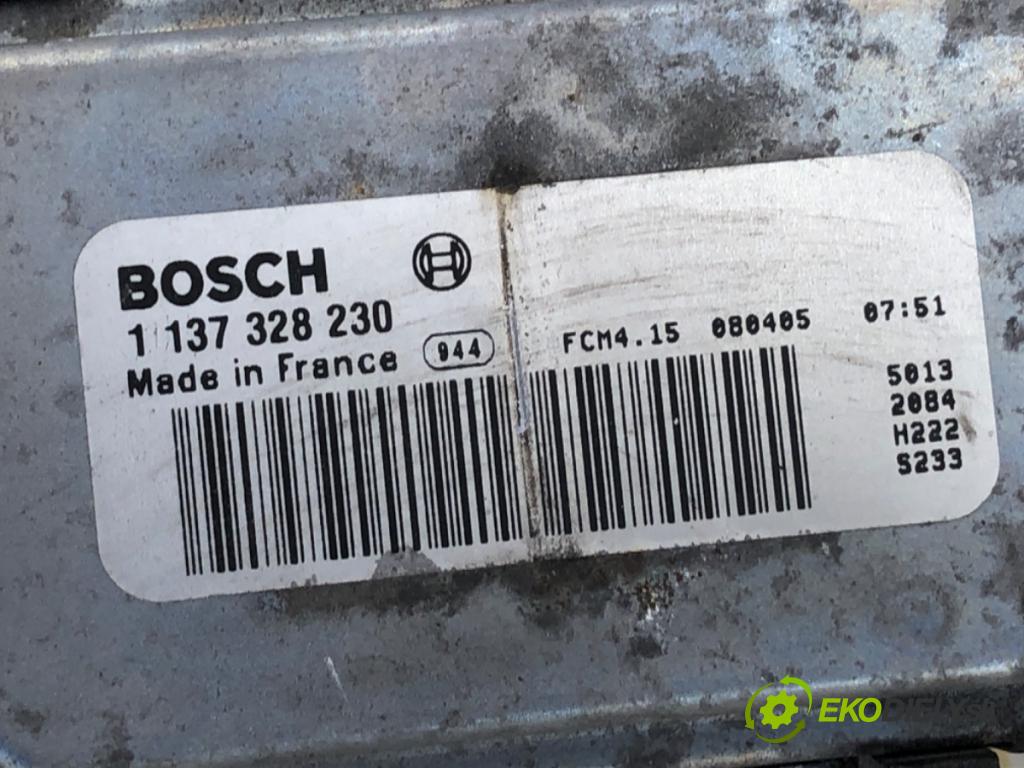 BOSCH
1 137 328 230
Made in France 944
FCM4.15 080405 07:51
5013
2084
H222
S233
EKO